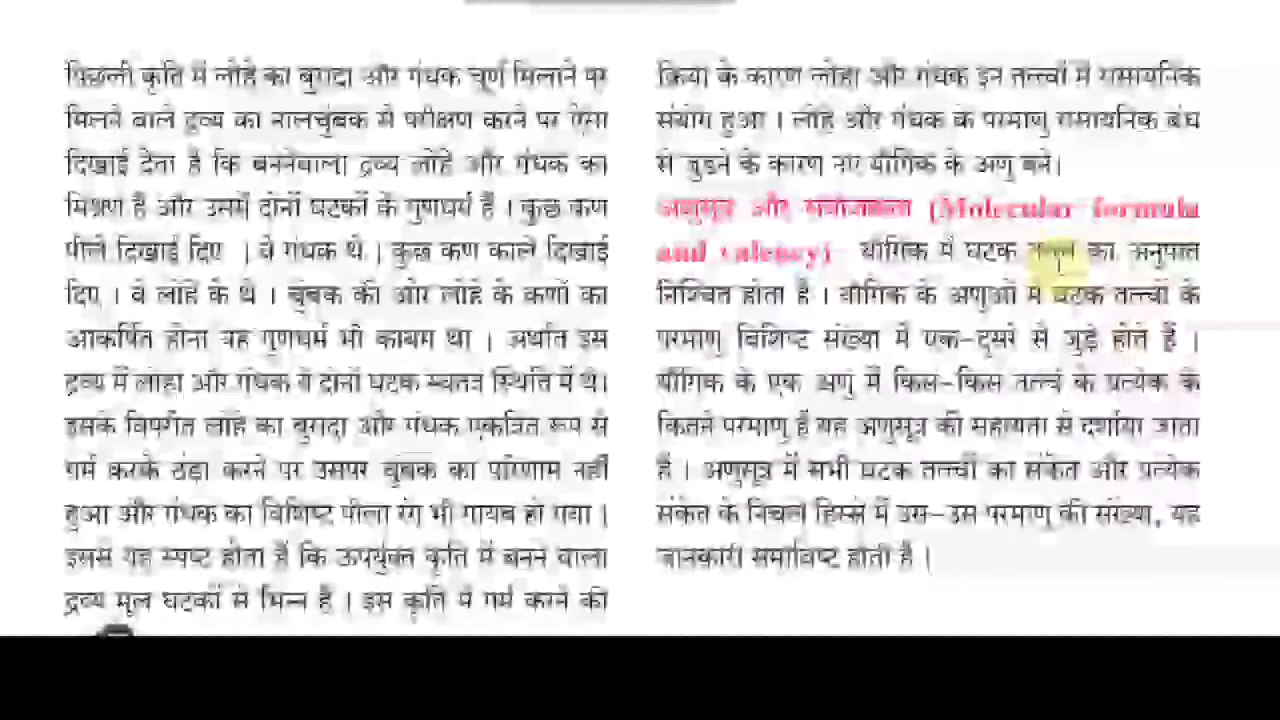 पिछली कृति में लोहे का बुरादा और गंधक चूर्ण मिलाने पर
मिलने वाले द्रव्य का नालचुंबक से परीक्षण करने पर ऐसा
दिखाई देता है कि बननेवाला द्रव्य लोहे और गंधक का
मिश्रण है और उसमें दोनों घटकों के गुणधर्म हैं । कुछ कण
पीले दिखाई दिए । वे गंधक थे । कुछ कण काले दिखाई
दिए । वे लोहे के थे । चुंबक की ओर लोहे के कणों का
आकर्षित होना यह गुणधर्म भी कायम था । अर्थात इस
द्रव्य में लोहा और गंधक ये दोनों घटक स्वतंत्र स्थिति में थे।
इसके विपरीत लोहे का बुरादा और गंधक एकत्रित रूप से
गर्म करके ठंडा करने पर उसपर चुंबक का परिणाम नहीं
हुआ और गंधक का विशिष्ट पीला रंग भी गायब हो गया ।
इससे यह स्पष्ट होता है कि ऊपर्युक्त कृति में बनने वाला
द्रव्य मूल घटकों से भिन्न है । इस कृति में गर्म करने की
क्रिया के कारण लोहा और गंधक इन तत्त्वों में रासायनिक
संयोग हुआ । लोहे और गंधक के परमाणु रासायनिक बंध
से जुडने के कारण नए यौगिक के अणु बने।
अणुसूत्र और संयोजकता (Molecular formula
and valency) यौगिक में घटक तत्त्वों का अनुपात
निश्चित होता है । यौगिक के अणुओं में घटक तत्त्वों के
परमाणु विशिष्ट संख्या में एक-दूसरे से जुड़े होते हैं ।
यौगिक के एक अणु में किस-किस तत्त्व के प्रत्येक के
कितने परमाणु हैं यह अणुसूत्र की सहायता से दर्शाया जाता
है । अणुसूत्र में सभी घटक तत्त्वों का संकेत और प्रत्येक
संकेत के निचले हिस्से में उस-उस परमाणु की संख्या, यह
जानकारी समाविष्ट होती है ।